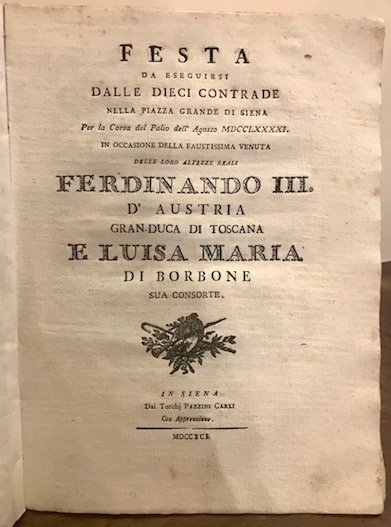 FESTA
DA ESEGUIRSI
DALLE DIECI CONTRADE
NELLA PIAZZA GRANDE DI SIENA
Per la Corsa del Palio dell' Agosto MDCCLXXXXI.
IN OCCASIONE DELLA FAUSTISSIMA VENUTA
DELLE LORO ALTEZZE REALI
FERDINANDO III.
D' AUSTRIA
GRAN-DUCA DI TOSCANA
E LUISA MARIA
DI BORBONE
SUA CONSORTE.
IN SIENA
Dai Torchj PAZZINI CARLI
Con Approvazione.
MDCCXCI.